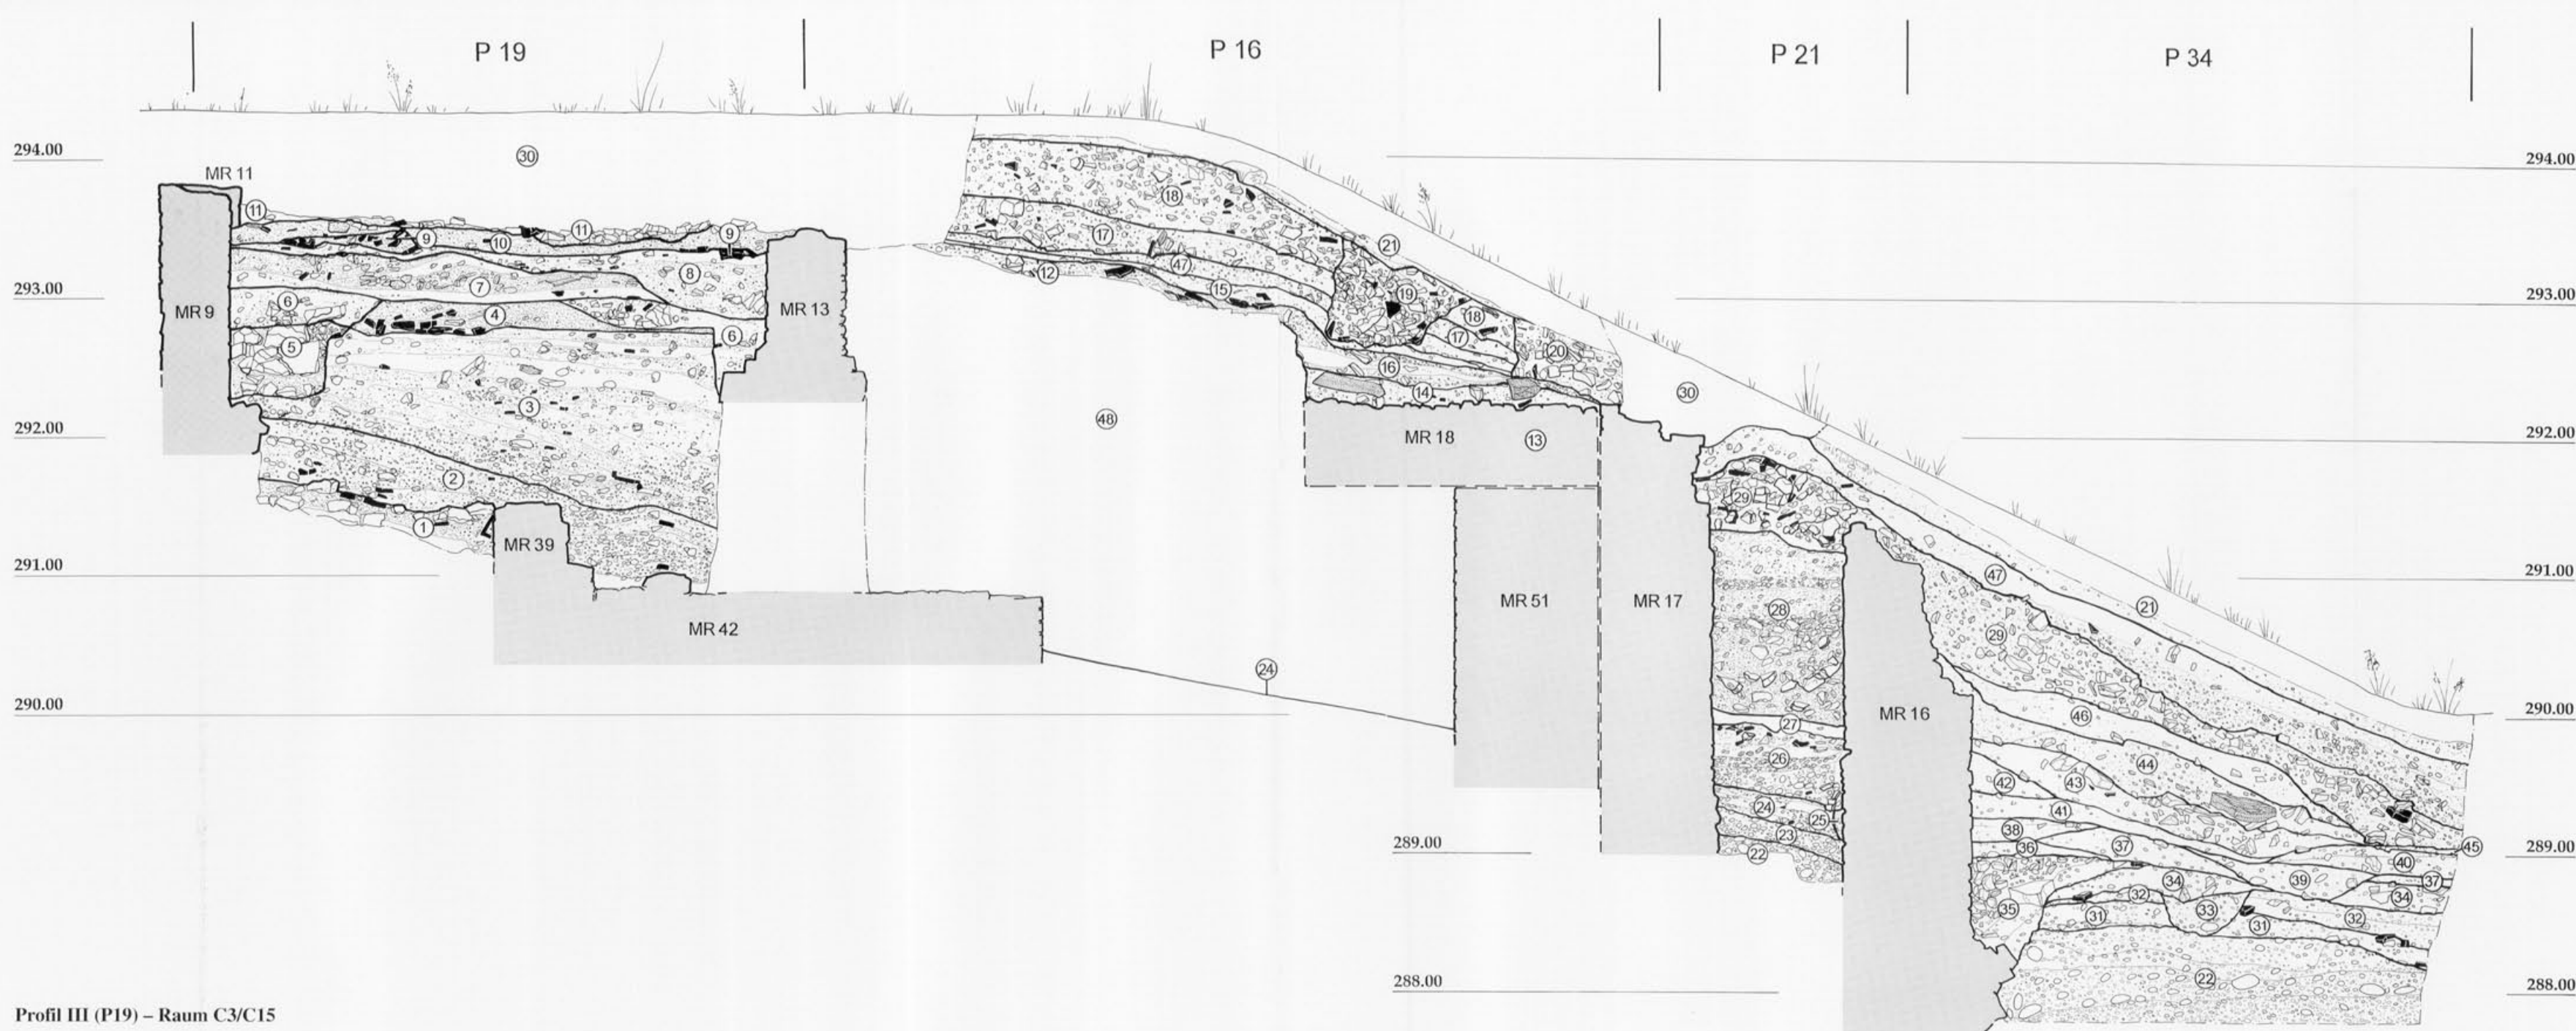 P 19 P 16 P 21 P 34
294.00 30 294.00
MR 11
11 18
9 10 11 9 17 21
8 47
12
293.00 7 15 19 293.00
6 4 18
MR 9 MR 13 17
5 6 20
16
3 14 30
292.00 48 MR 18 13 292.00
2
29
1
MR 39
291.00 47 291.00
MR 51 MR 17 28 21
MR 42 29
24
290.00 27 MR 16 46 290.00
26 44
42 43
24 41
25
23 38
289.00 22 36 37 45 289.00
40
34 39 37
32 34
35 31 33 32
31
288.00 22 288.00
Profil III (P19) – Raum C3/C15